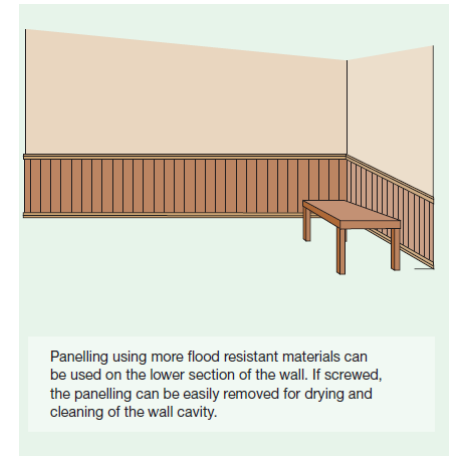 Panelling using more flood resistant materials can
be used on the lower section of the wall. If screwed,
the panelling can be easily removed for drying and
cleaning of the wall cavity.